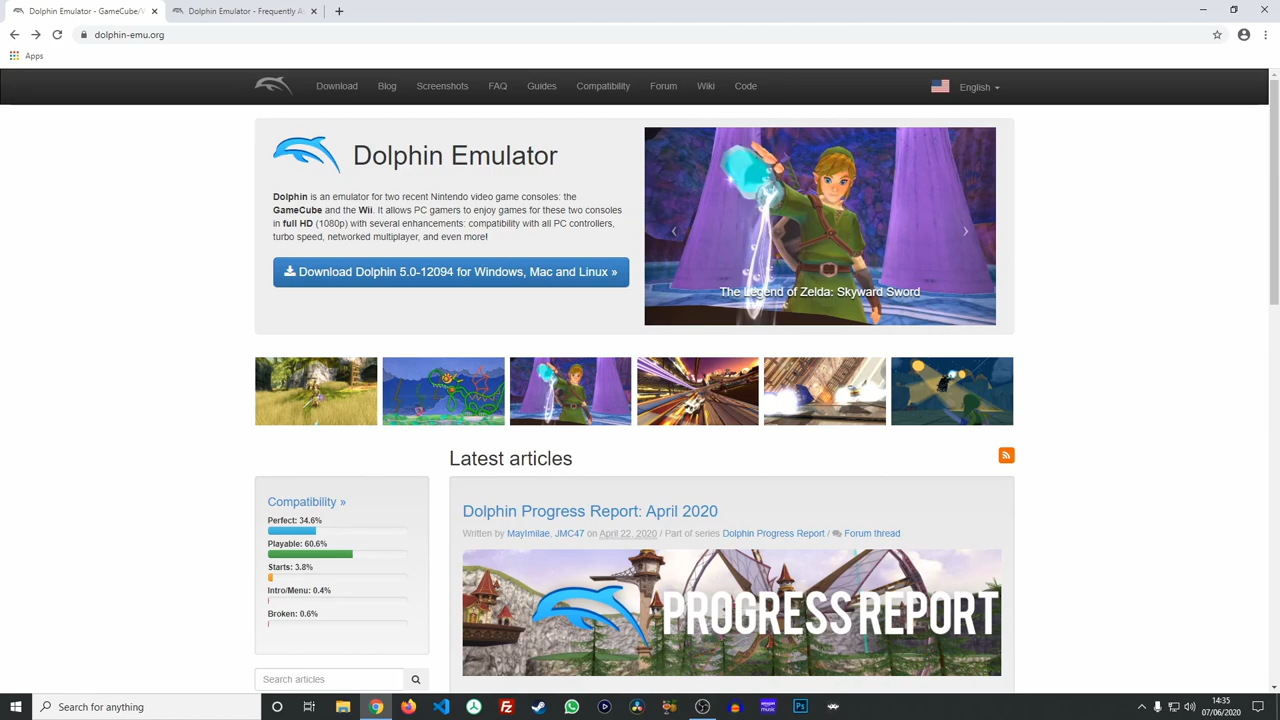 Dolphin Emulator - GameCube/W
Dolphin Emulator - Frequently As
dolphin-emu.org
Apps
Download Blog Screenshots FAQ Guides Compatibility Forum Wiki Code English
Dolphin Emulator
Dolphin is an emulator for two recent Nintendo video game consoles: the
GameCube and the Wii. It allows PC gamers to enjoy games for these two consoles
in full HD (1080p) with several enhancements: compatibility with all PC controllers,
turbo speed, networked multiplayer, and even more!
Download Dolphin 5.0-12094 for Windows, Mac and Linux »
The Legend of Zelda: Skyward Sword
Latest articles
Compatibility »
Perfect: 34.6%
Playable: 60.6%
Starts: 3.8%
Intro/Menu: 0.4%
Broken: 0.6%
Search articles
Dolphin Progress Report: April 2020
Written by MayImilae, JMC47 on April 22, 2020 / Part of series Dolphin Progress Report / Forum thread
PROGRESS REPORT
Search for anything
14:35
07/06/2020